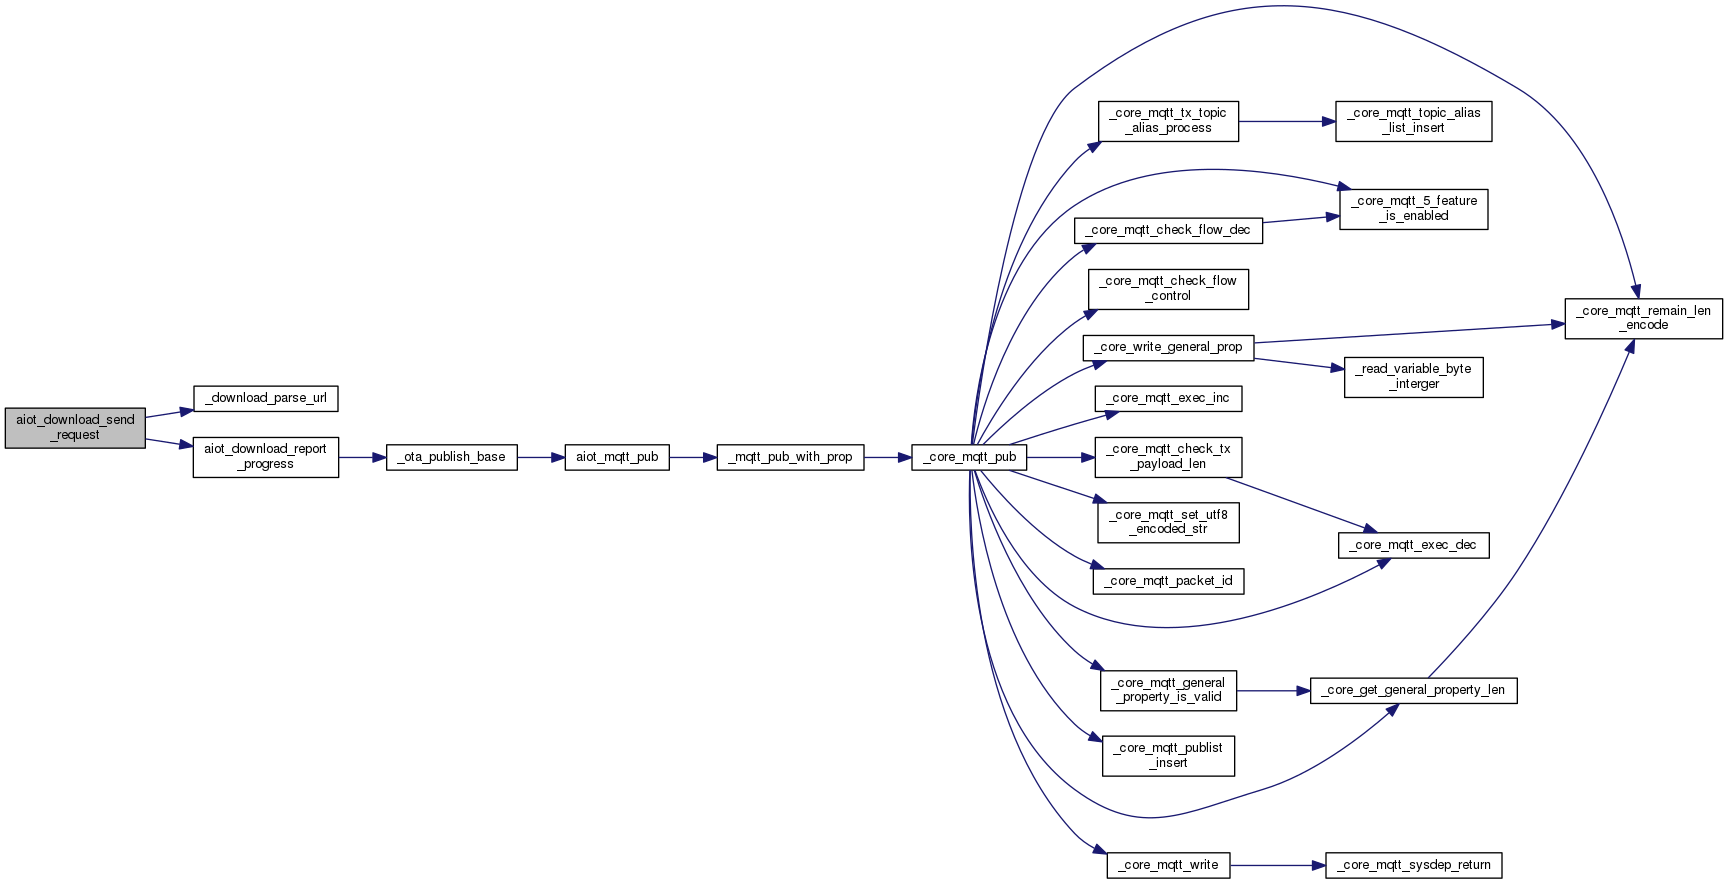 aiot_download_send
_request
_download_parse_url
aiot_download_report
_progress
_ota_publish_base
aiot_mqtt_pub
_mqtt_pub_with_prop
_core_mqtt_pub
_core_mqtt_tx_topic
_alias_process
_core_mqtt_topic_alias
_list_insert
_core_mqtt_check_flow_dec
_core_mqtt_5_feature
_is_enabled
_core_mqtt_check_flow
_control
_core_write_general_prop
_core_mqtt_remain_len
_encode
_read_variable_byte
_interger
_core_mqtt_exec_inc
_core_mqtt_check_tx
_payload_len
_core_mqtt_set_utf8
_encoded_str
_core_mqtt_exec_dec
_core_mqtt_packet_id
_core_mqtt_general
_property_is_valid
_core_get_general_property_len
_core_mqtt_publist
_insert
_core_mqtt_write
_core_mqtt_sysdep_return